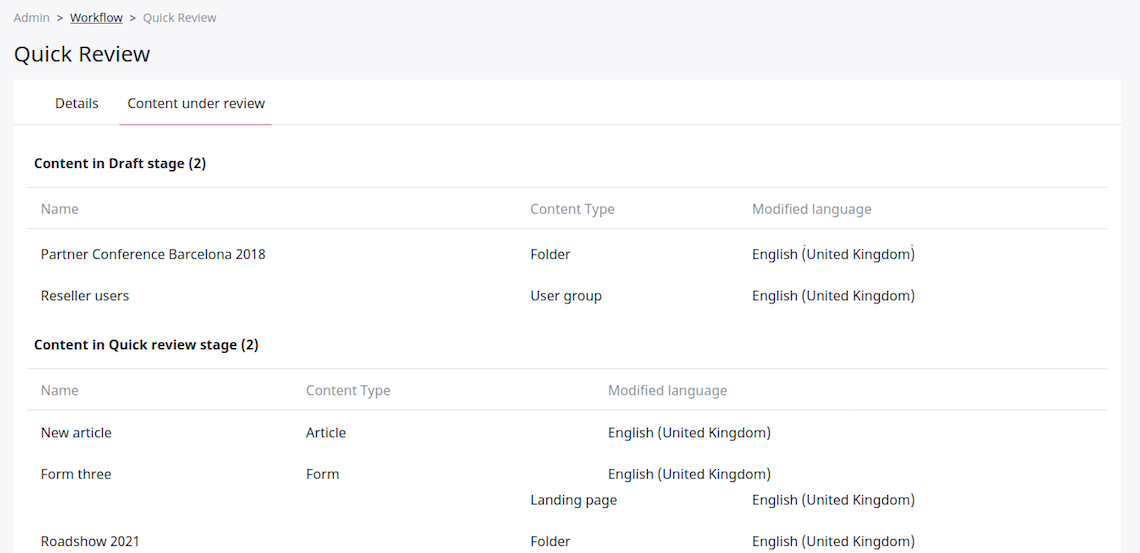 Admin > Workflow > Quick Review
Quick Review
Details Content under review
Content in Draft stage (2)
Name Content Type Modified language
Partner Conference Barcelona 2018 Folder English (United Kingdom)
Reseller users User group English (United Kingdom)
Content in Quick review stage (2)
Name Content Type Modified language
New article Article English (United Kingdom)
Form three Form English (United Kingdom)
Landing page English (United Kingdom)
Roadshow 2021 Folder English (United Kingdom)